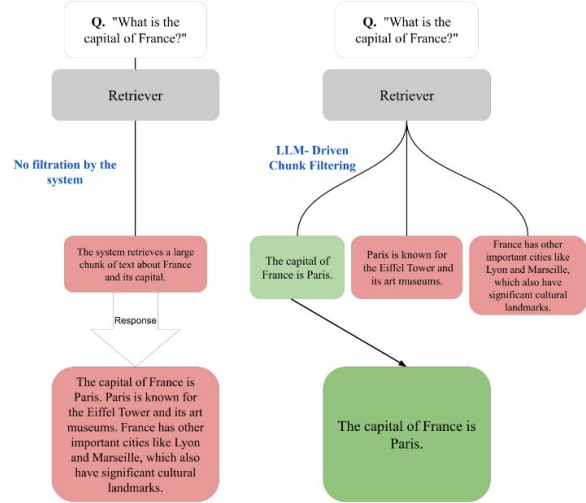 Q. "What is the
capital of France?"
Retriever
No filtration by the
system
The system retrieves a large
chunk of text about France
and its capital.
Response
The capital of France is
Paris. Paris is known for
the Eiffel Tower and its art
museums. France has other
important cities like Lyon
and Marseille, which also
have significant cultural
landmarks.
Q. "What is the
capital of France?"
Retriever
LLM- Driven
Chunk Filtering
The capital of
France is Paris.
Paris is known for
the Eiffel Tower and
its art museums.
France has other
important cities like
Lyon and Marseille,
which also have
significant cultural
landmarks.
The capital of France is
Paris.